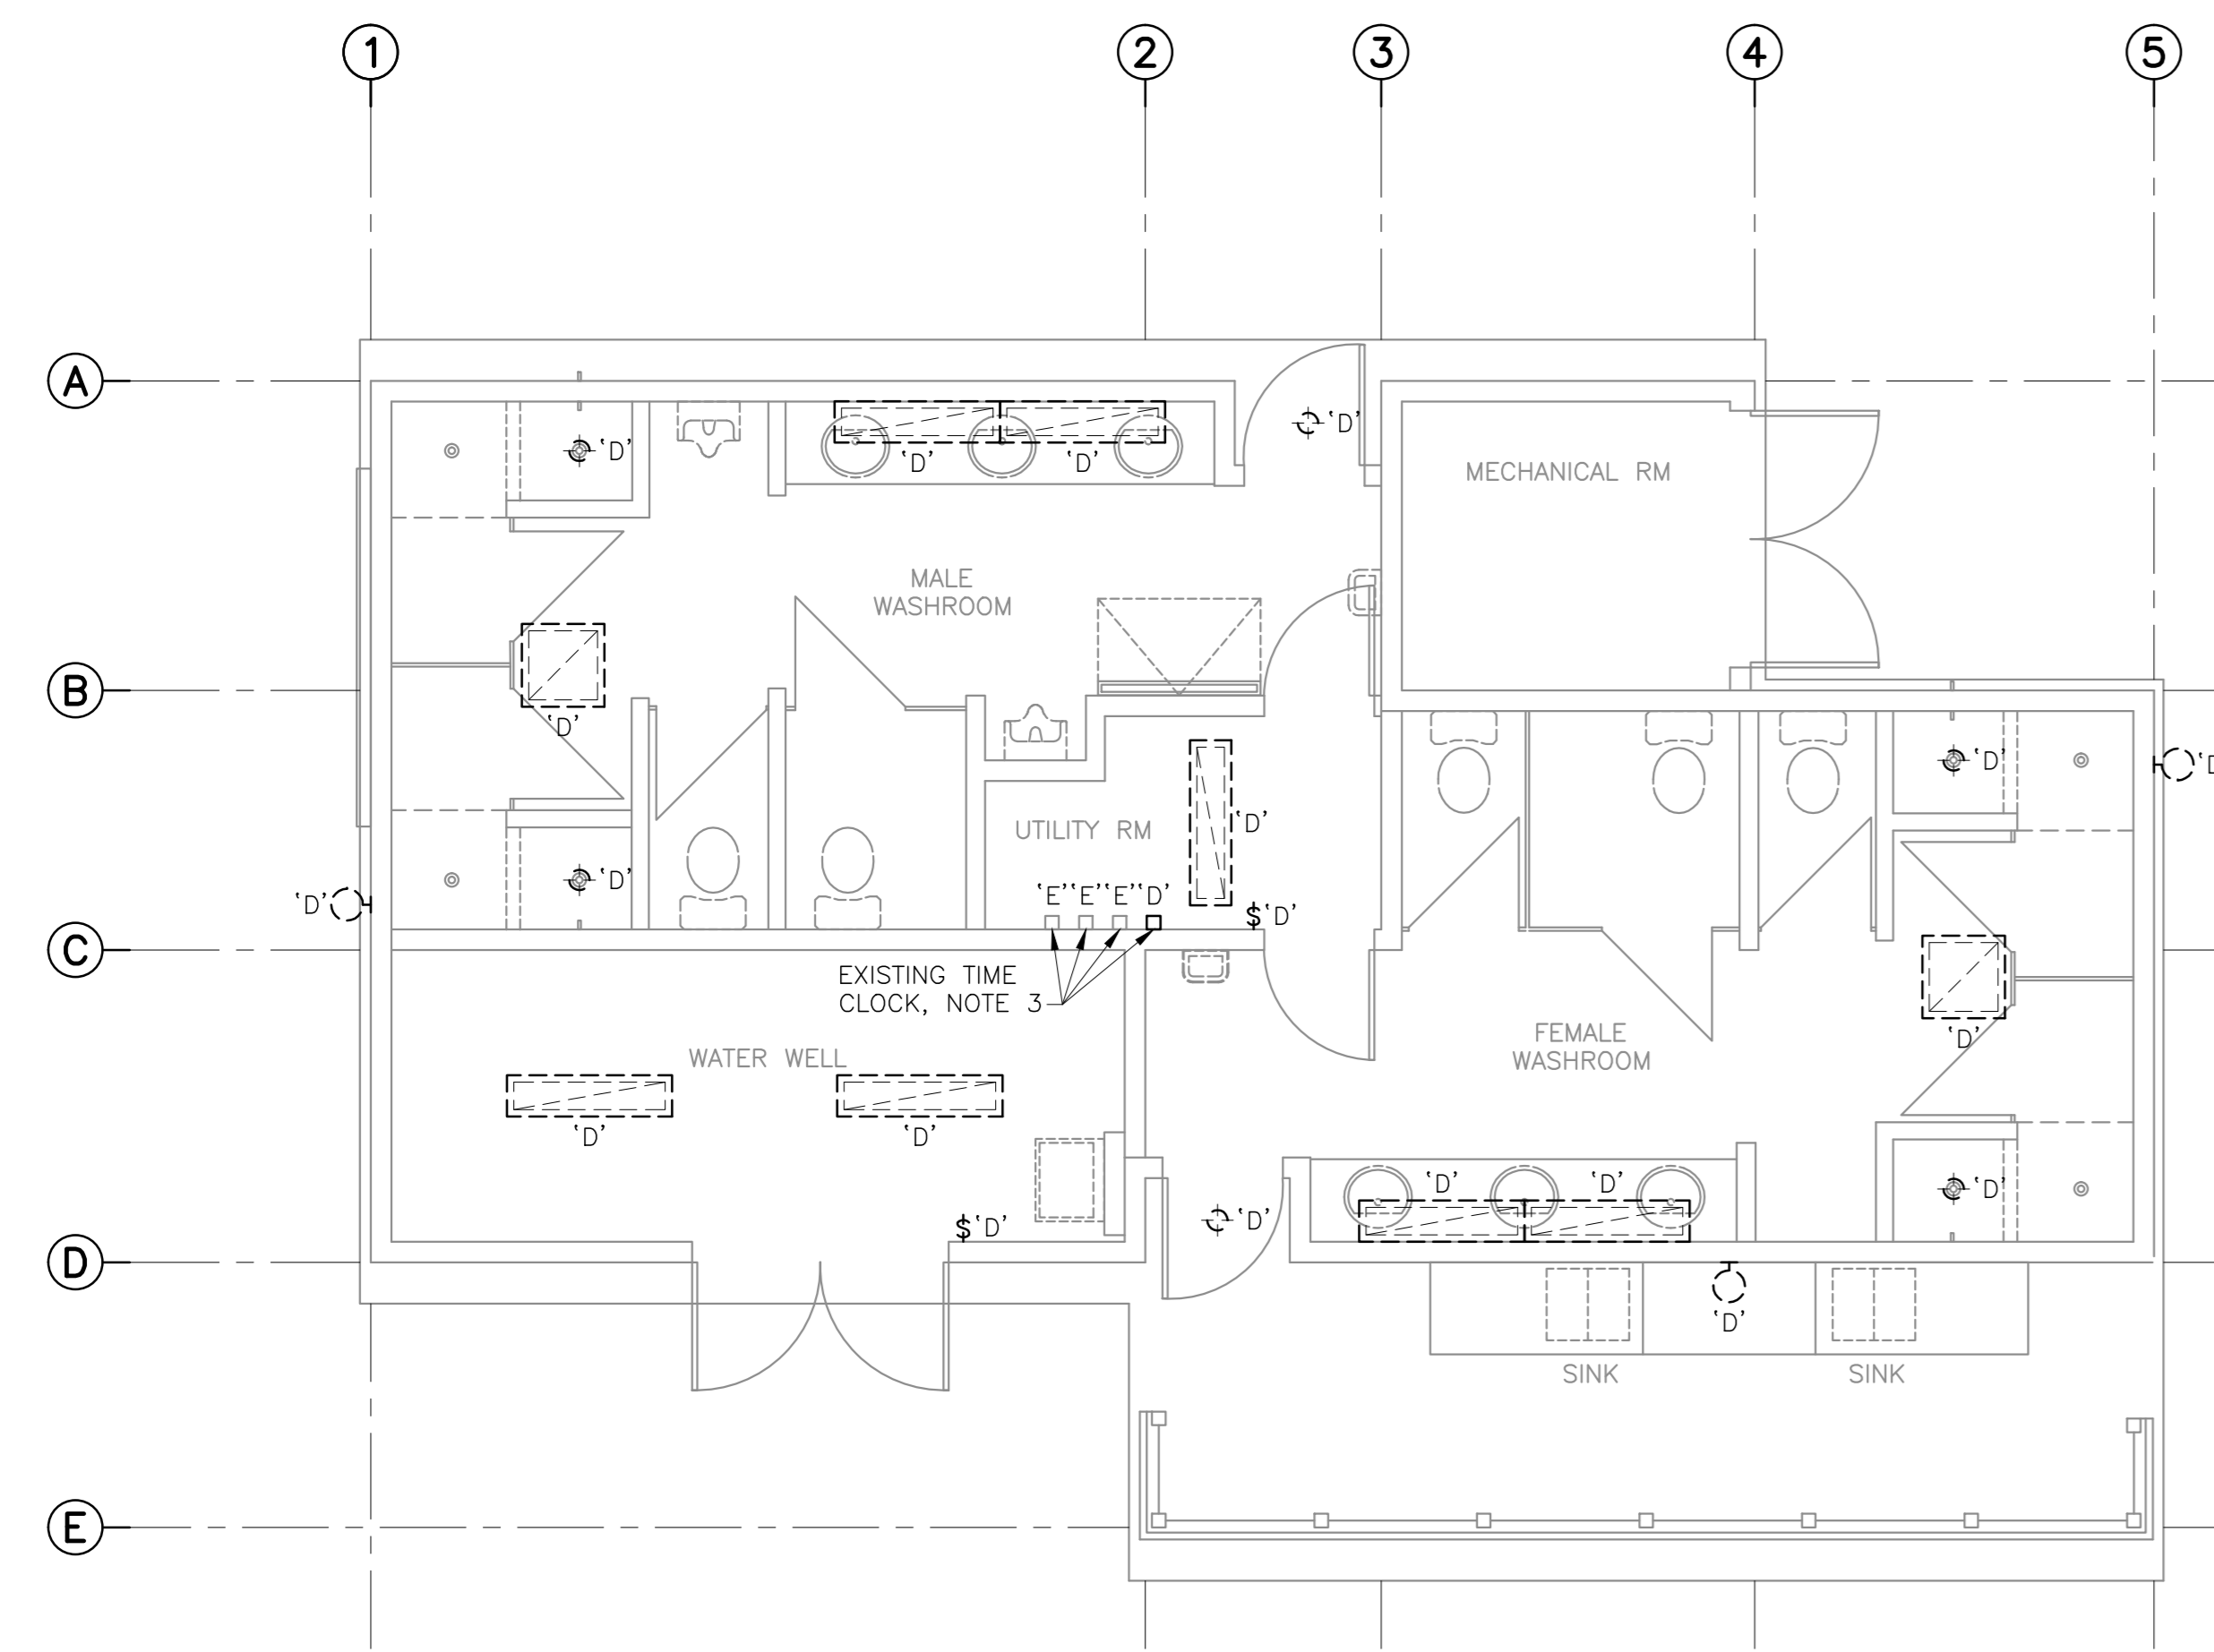 1 2 3 4 5
A
'D'
'D' 'D' 'D'
MECHANICAL RM
MALE
WASHROOM
B
'D'
'D' 'D
UTILITY RM
'D'
'D'
'D'
'E' 'E' 'E' 'D'
$ 'D'
C
EXISTING TIME
CLOCK, NOTE 3
FEMALE
WASHROOM
'D'
WATER WELL
'D' 'D'
'D' 'D' 'D'
$ 'D'
'D'
D
'D'
SINK SINK
E